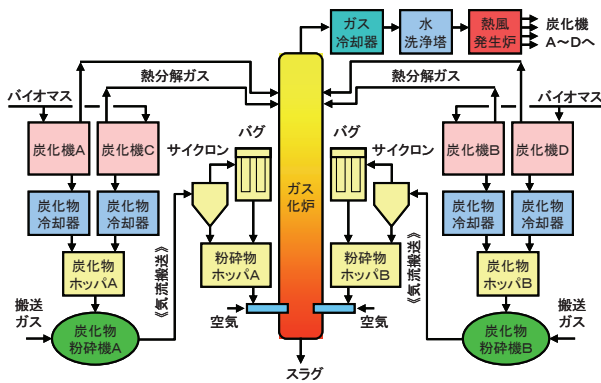 ガス
冷却器
水
洗浄塔
熱風
発生炉
炭化機
A～Dへ
熱分解ガス
熱分解ガス
バイオマス
バイオマス
炭化機A
炭化機C
サイクロン
バグ
バグ
サイクロン
炭化機B
炭化機D
炭化物
冷却器
炭化物
冷却器
ガス
化炉
炭化物
冷却器
炭化物
冷却器
粉砕物
ホッパA
粉砕物
ホッパB
炭化物
ホッパA
《気流搬送》
《気流搬送》
炭化物
ホッパB
搬送
ガス
炭化物
粉砕機A
空気
空気
炭化物
粉砕機B
搬送
ガス
スラグ